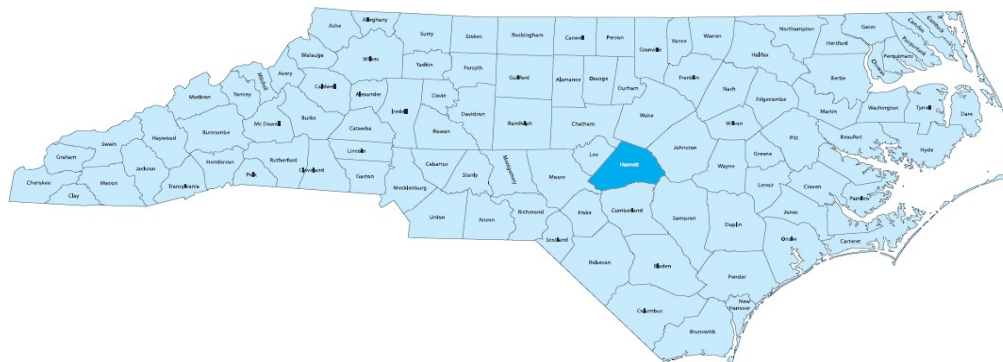 Ashe
Alleghany
Surry
Stokes
Rockingham
Caswell
Person
Granville
Vance
Warren
Northampton
Gates
Camden
Currituck
Pasquotank
Perquimans
Chowan
Hertford
Halifax
Watauga
Wilkes
Yadkin
Forsyth
Guilford
Alamance
Orange
Durham
Franklin
Nash
Edgecombe
Bertie
Martin
Washington
Tyrrell
Dare
Mitchell
Avery
Caldwell
Alexander
Iredell
Davie
Davidson
Randolph
Chatham
Wake
Wilson
Pitt
Beaufort
Hyde
Madison
Yancey
Mc Dowell
Burke
Catawba
Rowan
Lincoln
Haywood
Buncombe
Swain
Graham
Cherokee
Clay
Macon
Jackson
Transylvania
Henderson
Polk
Rutherford
Cleveland
Gaston
Mecklenburg
Cabarrus
Stanly
Montgomery
Moore
Lee
Harnett
Johnston
Wayne
Greene
Lenoir
Craven
Pamlico
Jones
Union
Anson
Richmond
Scotland
Hoke
Cumberland
Sampson
Duplin
Onslow
Carteret
Robeson
Bladen
Pender
New
Hanover
Columbus
Brunswick